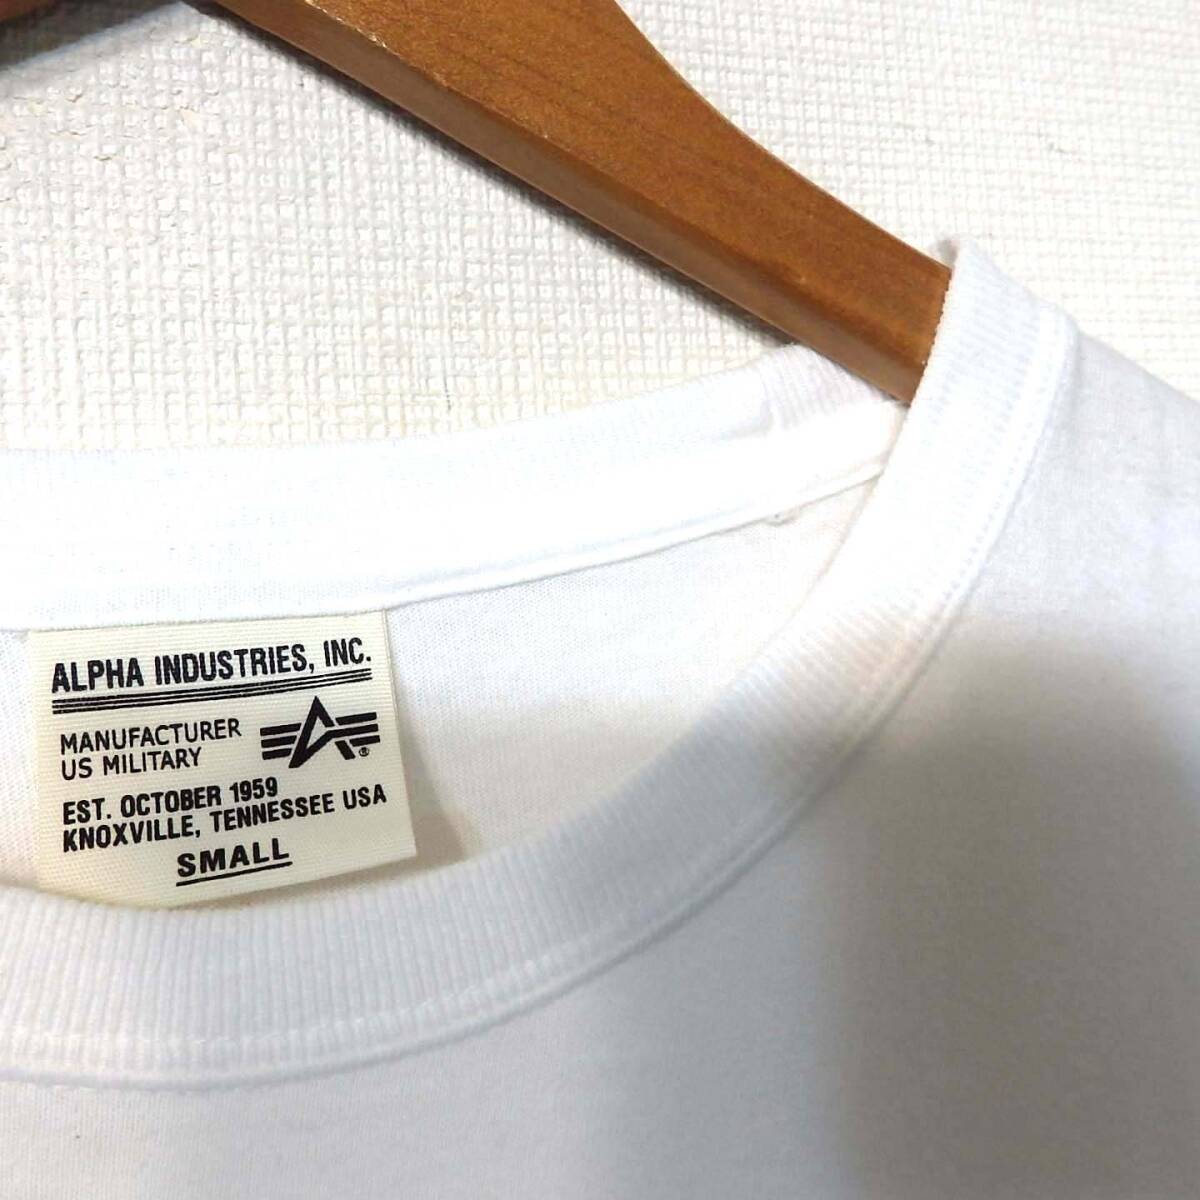 ALPHA INDUSTRIES, INC.
MANUFACTURER
US MILITARY
EST. OCTOBER 1959
KNOXVILLE, TENNESSEE USA
SMALL